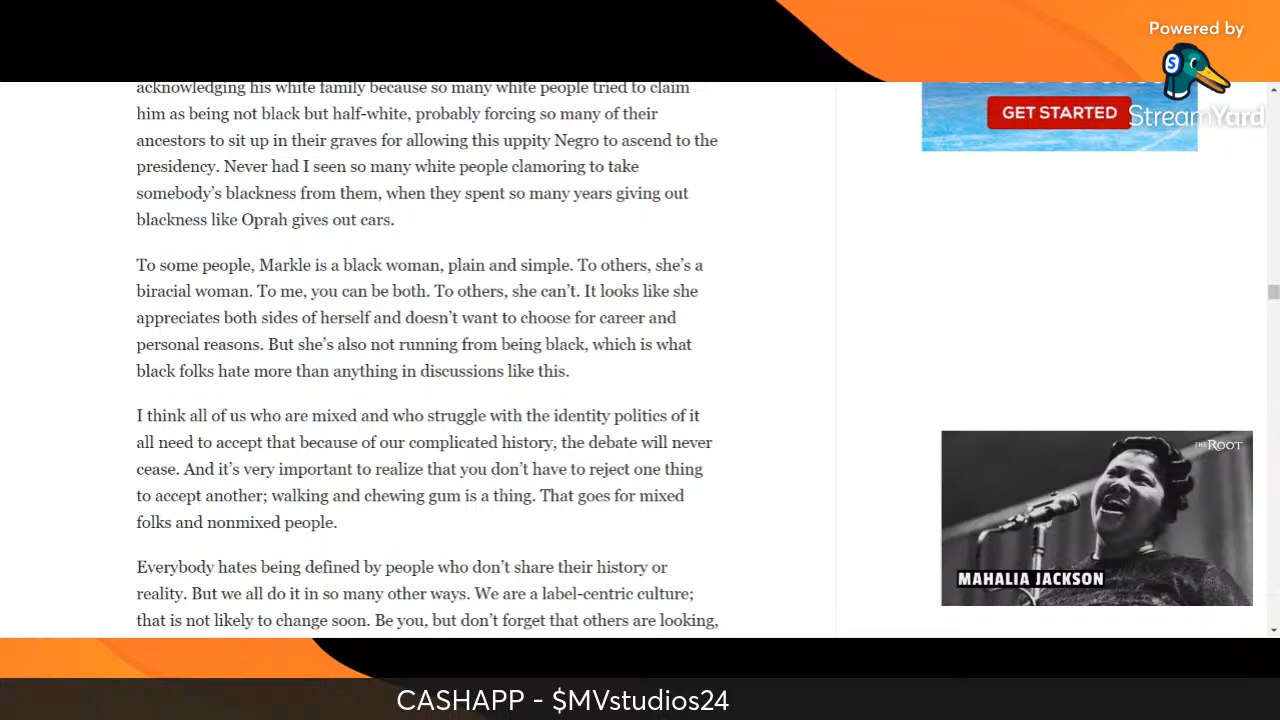 Powered by
StreamYard
acknowledging his white family because so many white people tried to claim
him as being not black but half-white, probably forcing so many of their
ancestors to sit up in their graves for allowing this uppity Negro to ascend to the
presidency. Never had I seen so many white people clamoring to take
somebody’s blackness from them, when they spent so many years giving out
blackness like Oprah gives out cars.
To some people, Markle is a black woman, plain and simple. To others, she’s a
biracial woman. To me, you can be both. To others, she can’t. It looks like she
appreciates both sides of herself and doesn’t want to choose for career and
personal reasons. But she’s also not running from being black, which is what
black folks hate more than anything in discussions like this.
I think all of us who are mixed and who struggle with the identity politics of it
all need to accept that because of our complicated history, the debate will never
cease. And it’s very important to realize that you don’t have to reject one thing
to accept another; walking and chewing gum is a thing. That goes for mixed
folks and nonmixed people.
Everybody hates being defined by people who don’t share their history or
reality. But we all do it in so many other ways. We are a label-centric culture;
that is not likely to change soon. Be you, but don’t forget that others are looking,
GET STARTED
THE ROOT
MAHALIA JACKSON
CASHAPP - $MVstudios24